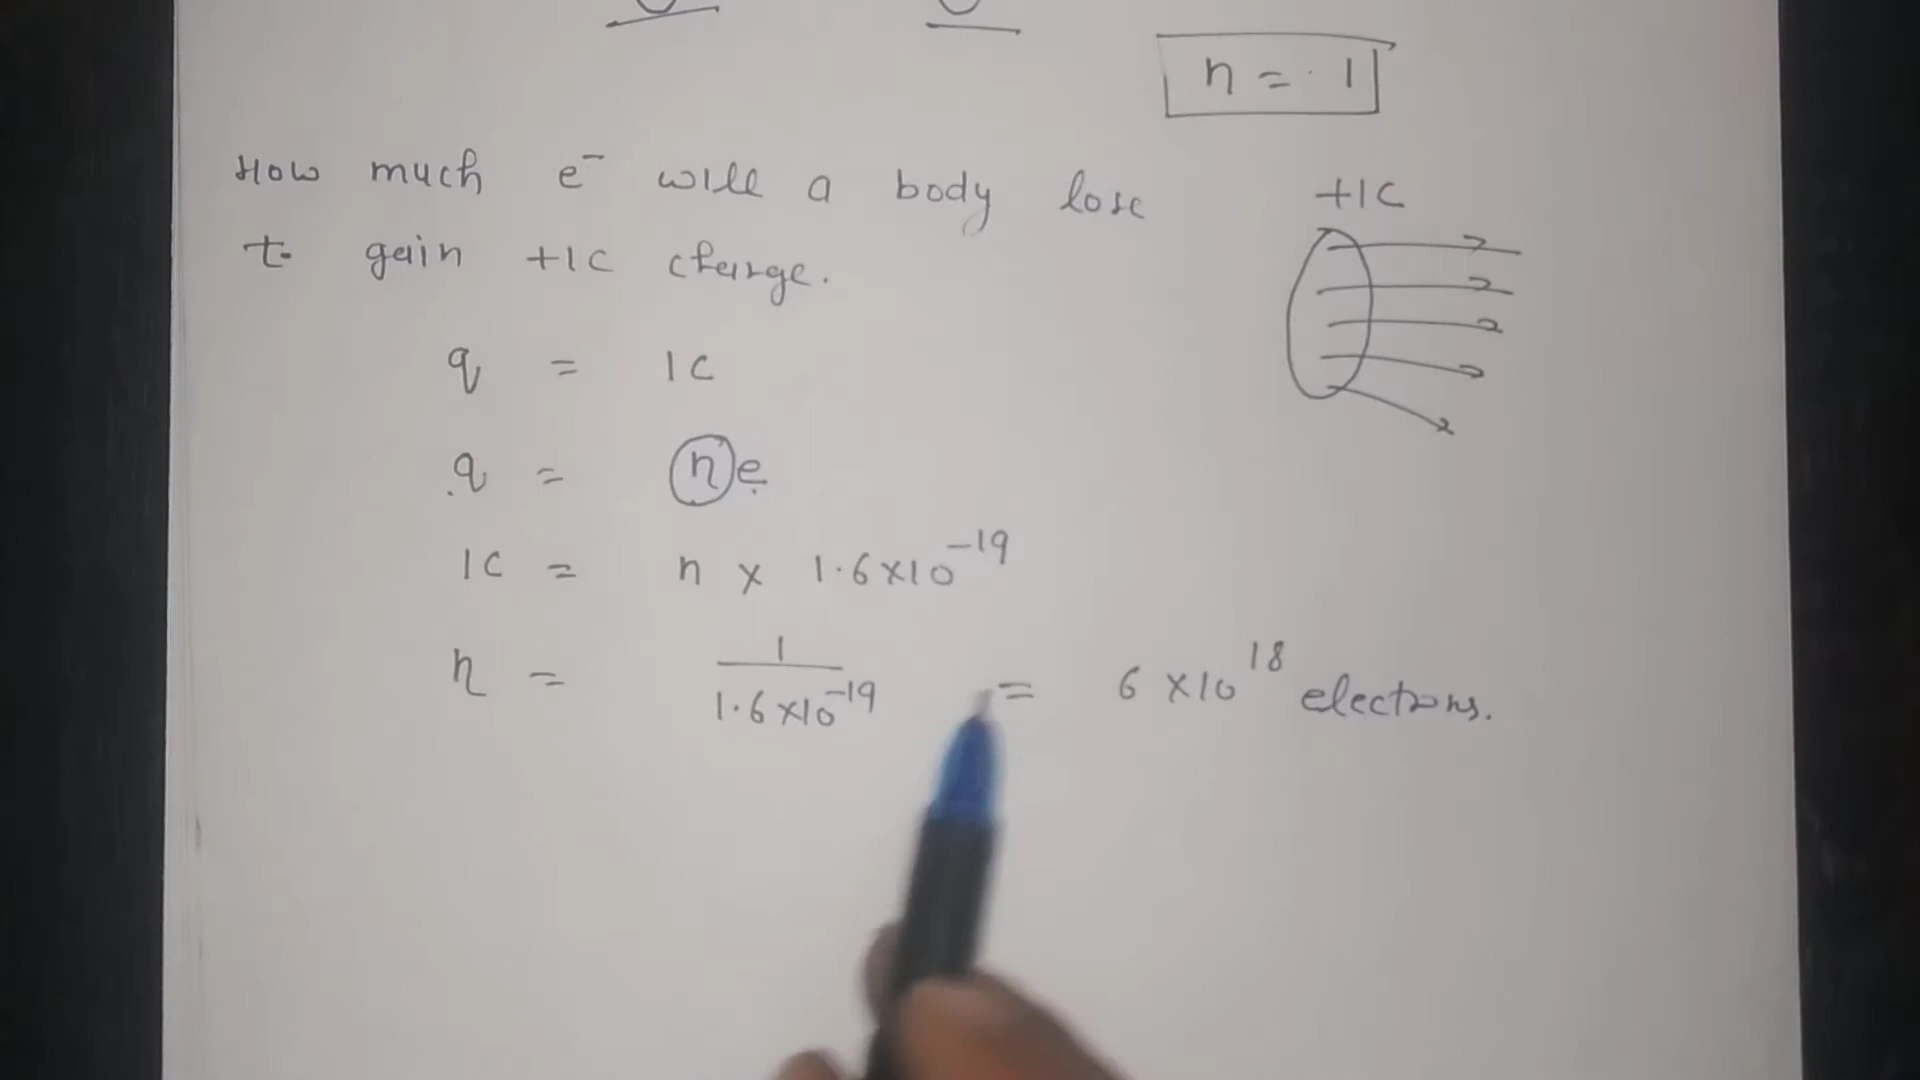 n = 1
How much e⁻ will a body lose
to gain +1C charge.
+1C
q = 1C
q = ne
1C = n × 1.6×10⁻¹⁹
n = 1/1.6×10⁻¹⁹ = 6×10¹⁸ electrons.